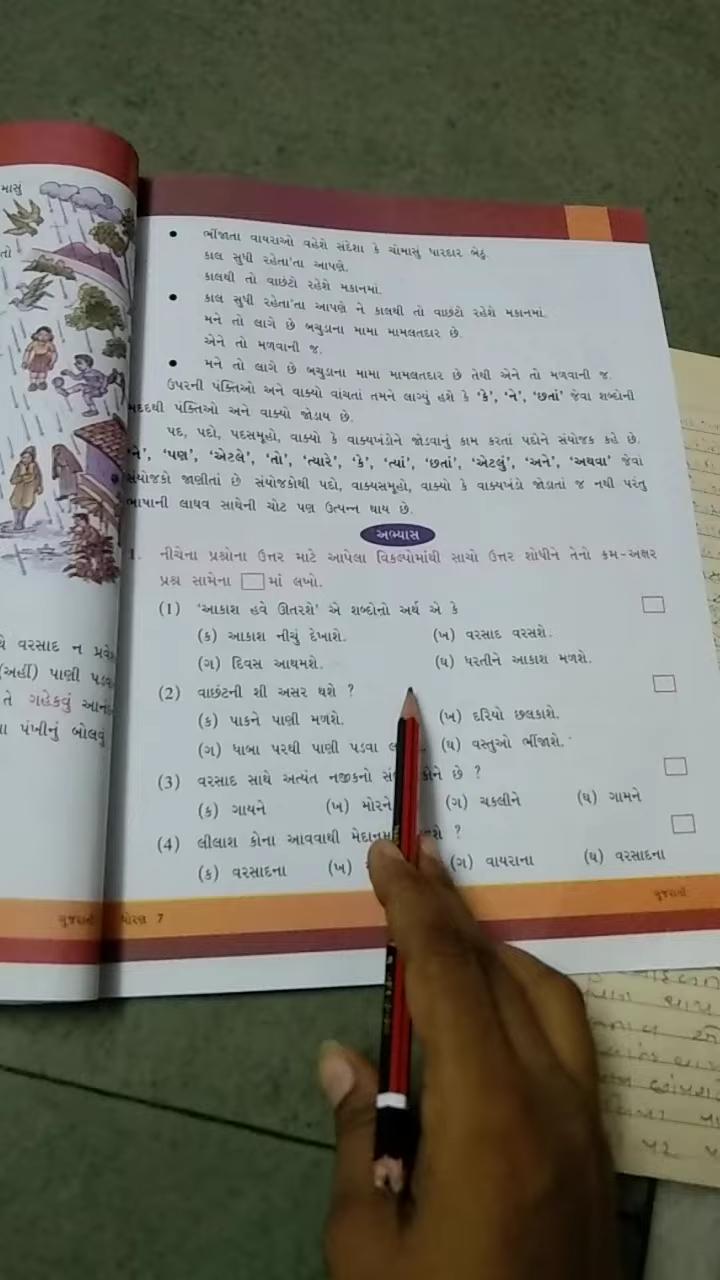 માસું
તો
વરસાદ ન
(અહીં) પાણી
તે ગહેકવું
પંખીનું બોલવું
• ભીંજાતા વાયરાઓ વહેશે સંદેશા કે ચોમાસું ધારદાર બેઠું.
કાલ સુધી રહેતા'તા આપણે.
કાલથી તો વાછંટો રહેશે મકાનમાં.
• કાલ સુધી રહેતા'તા આપણે ને કાલથી તો વાછંટો રહેશે મકાનમાં.
મને તો લાગે છે બચુડાના મામા મામલતદાર છે.
એને તો મળવાની જ.
• મને તો લાગે છે બચુડાના મામા મામલતદાર છે તેથી એને તો મળવાની જ.
ઉપરની પંક્તિઓ અને વાક્યો વાંચતાં તમને લાગ્યું હશે કે ‘કે’, ‘ને’, ‘છતાં’ જેવા શબ્દોની
મદદથી પંક્તિઓ અને વાક્યો જોડાય છે.
પદ, પદો, પદસમૂહો, વાક્યો કે વાક્યખંડોને જોડવાનું કામ કરતાં પદોને સંયોજક કહે છે.
‘ને’, ‘પણ’, ‘એટલે’, ‘તો’, ‘ત્યારે’, ‘કે’, ‘ત્યાં’, ‘છતાં’, ‘એટલું’, ‘અને’, ‘અથવા’ જેવાં
સંયોજકો જાણીતાં છે. સંયોજકોથી પદો, વાક્યસમૂહો, વાક્યો કે વાક્યખંડો જોડાતાં જ નથી પરંતુ
ભાષાની લાઘવ સાથેની ચોટ પણ ઉત્પન્ન થાય છે.
અભ્યાસ
1. નીચેના પ્રશ્નોના ઉત્તર માટે આપેલા વિકલ્પોમાંથી સાચો ઉત્તર શોધીને તેનો ક્રમ-અક્ષર
પ્રશ્ન સામેના □ માં લખો.
(1) ‘આકાશ હવે ઊતરશે’ એ શબ્દોનો અર્થ એ કે
(ક) આકાશ નીચું દેખાશે. (ખ) વરસાદ વરસશે.
(ગ) દિવસ આથમશે. (ઘ) ધરતીને આકાશ મળશે.
(2) વાછંટની શી અસર થશે ?
(ક) પાકને પાણી મળશે. (ખ) દરિયો છલકાશે.
(ગ) ધાબા પરથી પાણી પડવા (ઘ) વસ્તુઓ ભીંજાશે.
(3) વરસાદ સાથે અત્યંત નજીકનો કોને છે ?
(ક) ગાયને (ખ) મોરને (ગ) ચકલીને (ઘ) ગામને
(4) લીલાશ કોના આવવાથી ?
(ક) વરસાદના (ખ) (ગ) વાયરાના (ઘ) વરસાદના
ગુજરાતી ધોરણ 7
ગુજરાતી